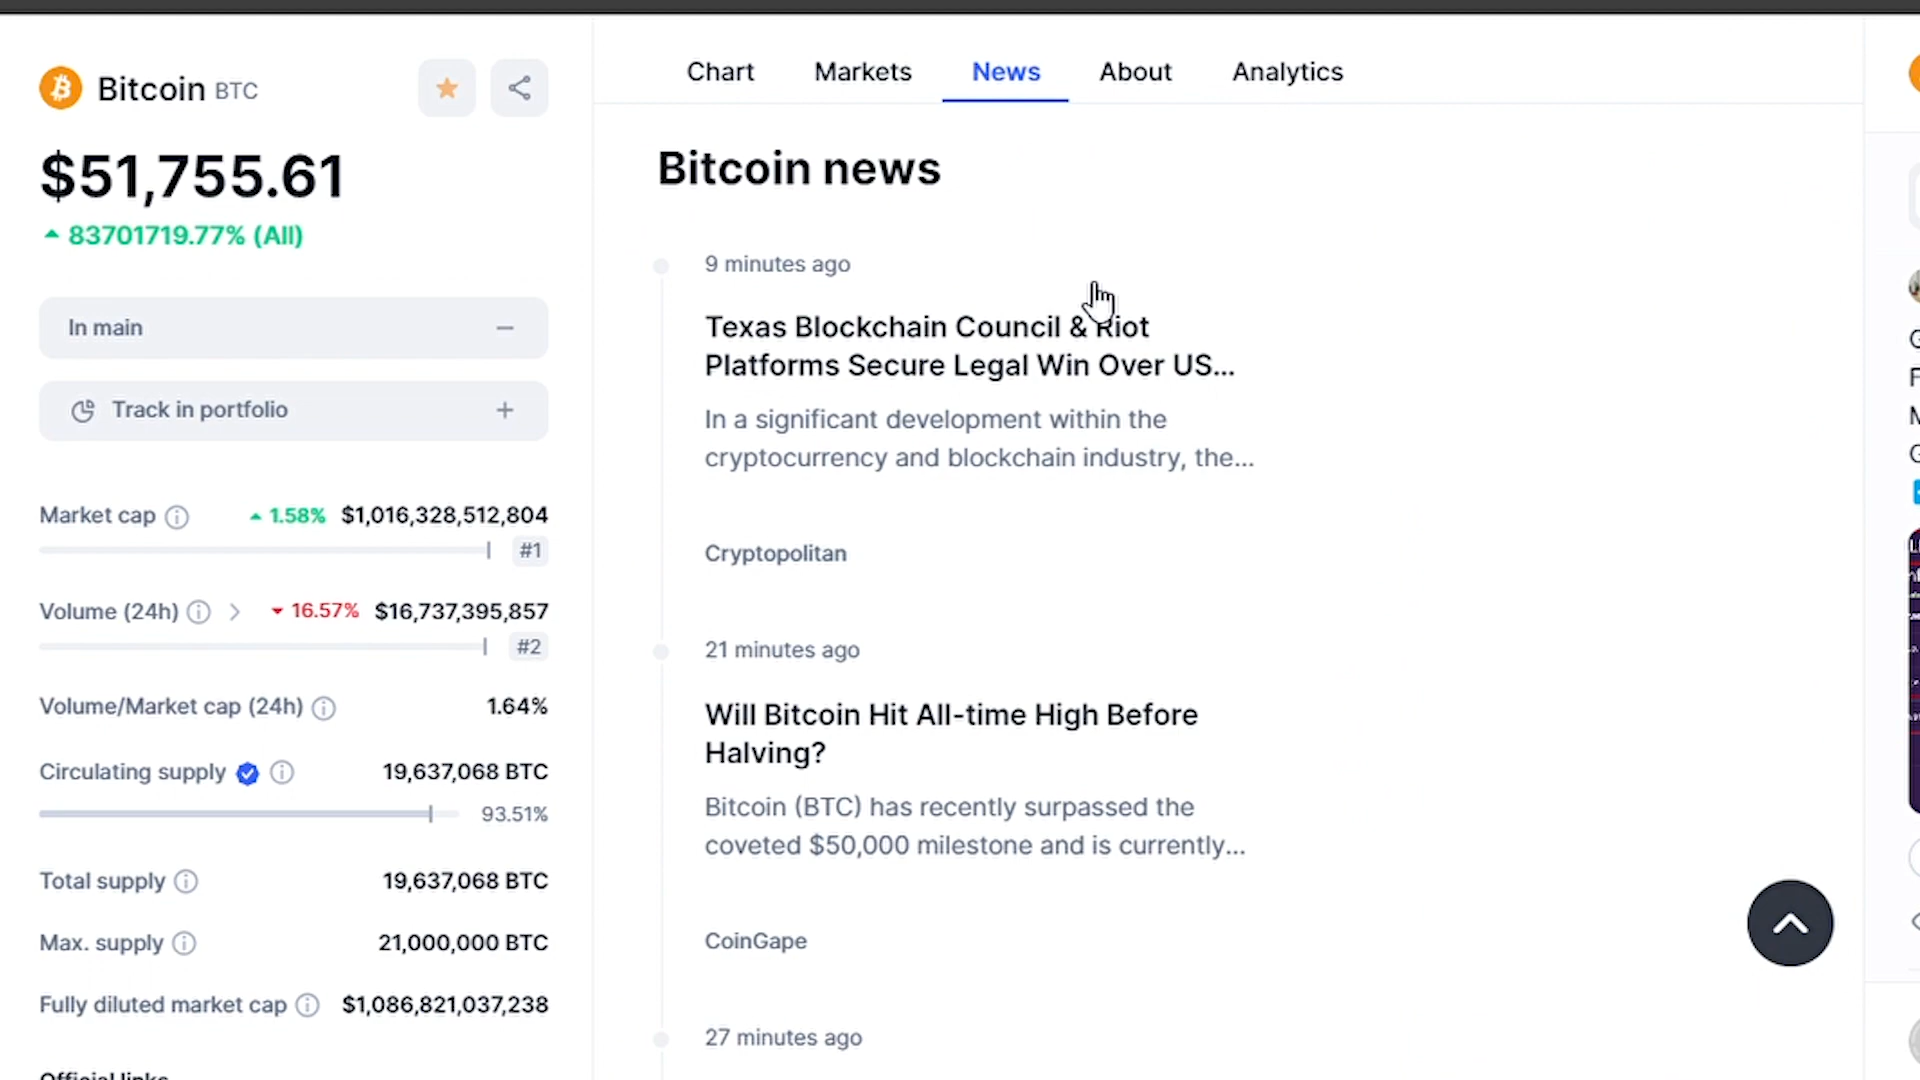 Bitcoin BTC
$51,755.61
83701719.77% (All)
In main
Track in portfolio
Market cap 1.58% $1,016,328,512,804
#1
Volume (24h) 16.57% $16,737,395,857
#2
Volume/Market cap (24h) 1.64%
Circulating supply 19,637,068 BTC
93.51%
Total supply 19,637,068 BTC
Max. supply 21,000,000 BTC
Fully diluted market cap $1,086,821,037,238
Official links
Chart Markets News About Analytics
Bitcoin news
9 minutes ago
Texas Blockchain Council & Riot
Platforms Secure Legal Win Over US...
In a significant development within the
cryptocurrency and blockchain industry, the...
Cryptopolitan
21 minutes ago
Will Bitcoin Hit All-time High Before
Halving?
Bitcoin (BTC) has recently surpassed the
coveted $50,000 milestone and is currently...
CoinGape
27 minutes ago